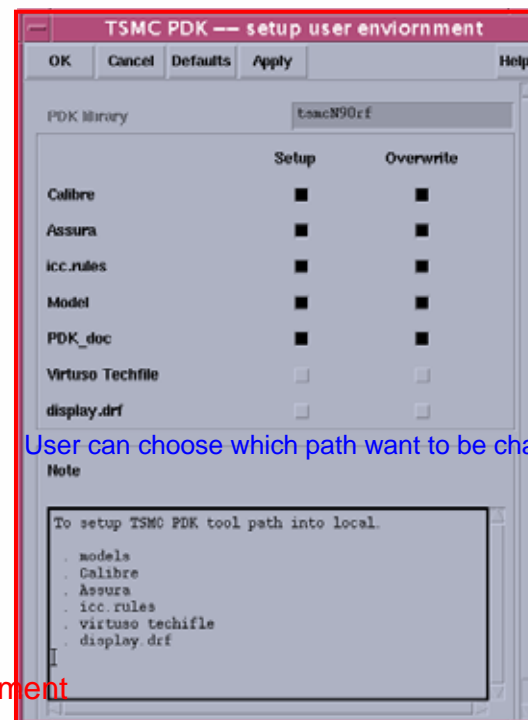 TSMC PDK -- setup user enviornment
OK Cancel Defaults Apply Help
PDK library tsmcN90rf
Setup Overwrite
Calibre
Assura
icc.rules
Model
PDK_doc
Virtuso Techfile
display.drf
User can choose which path want to be cha
Note
To setup TSMC PDK tool path into local.
. models
. Calibre
. Assura
. icc.rules
. virtuso techifle
. display.drf
ment